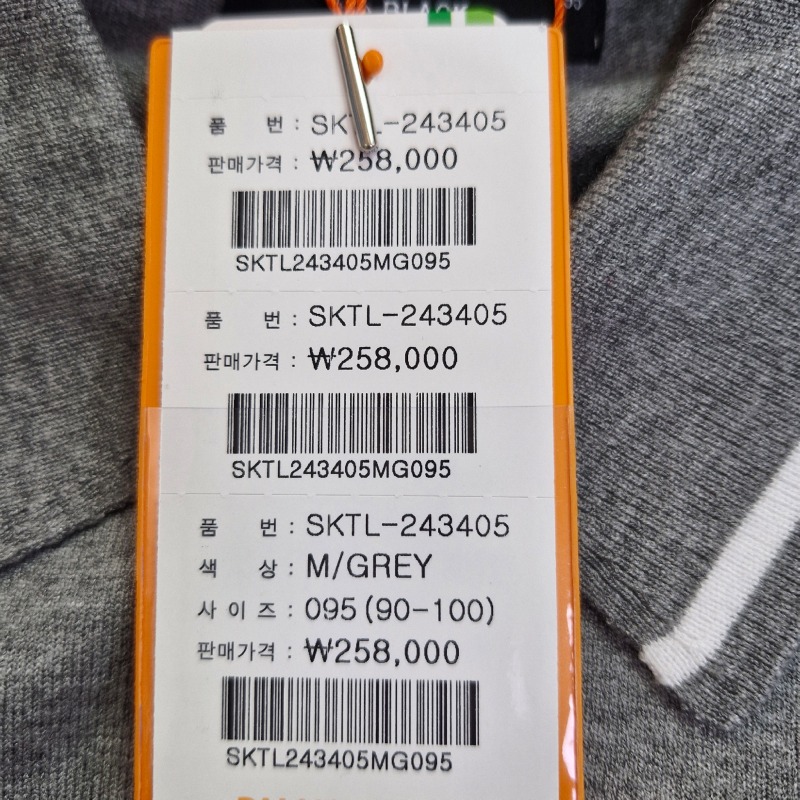 BLACK
95
품 번 : SKTL-243405
판매가격 : ₩258,000
SKTL243405MG095
품 번 : SKTL-243405
판매가격 : ₩258,000
SKTL243405MG095
품 번 : SKTL-243405
색 상 : M/GREY
사 이 즈 : 095(90-100)
판매가격 : ₩258,000
SKTL243405MG095